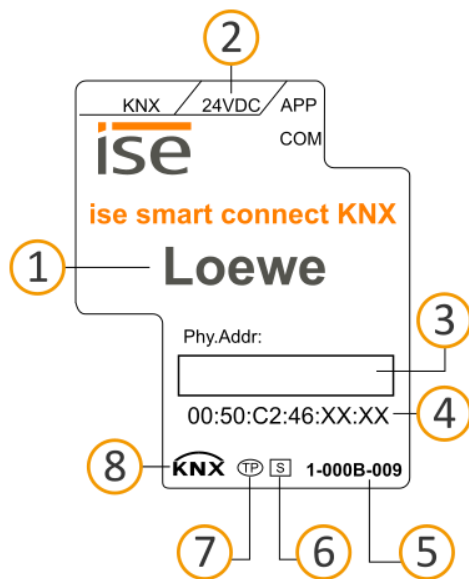 2
KNX 24VDC APP
COM
ise
ise smart connect KNX
1
Loewe
3
Phy.Addr:
00:50:C2:46:XX:XX
4
8
KNX TP S 1-000B-009
7
6
5